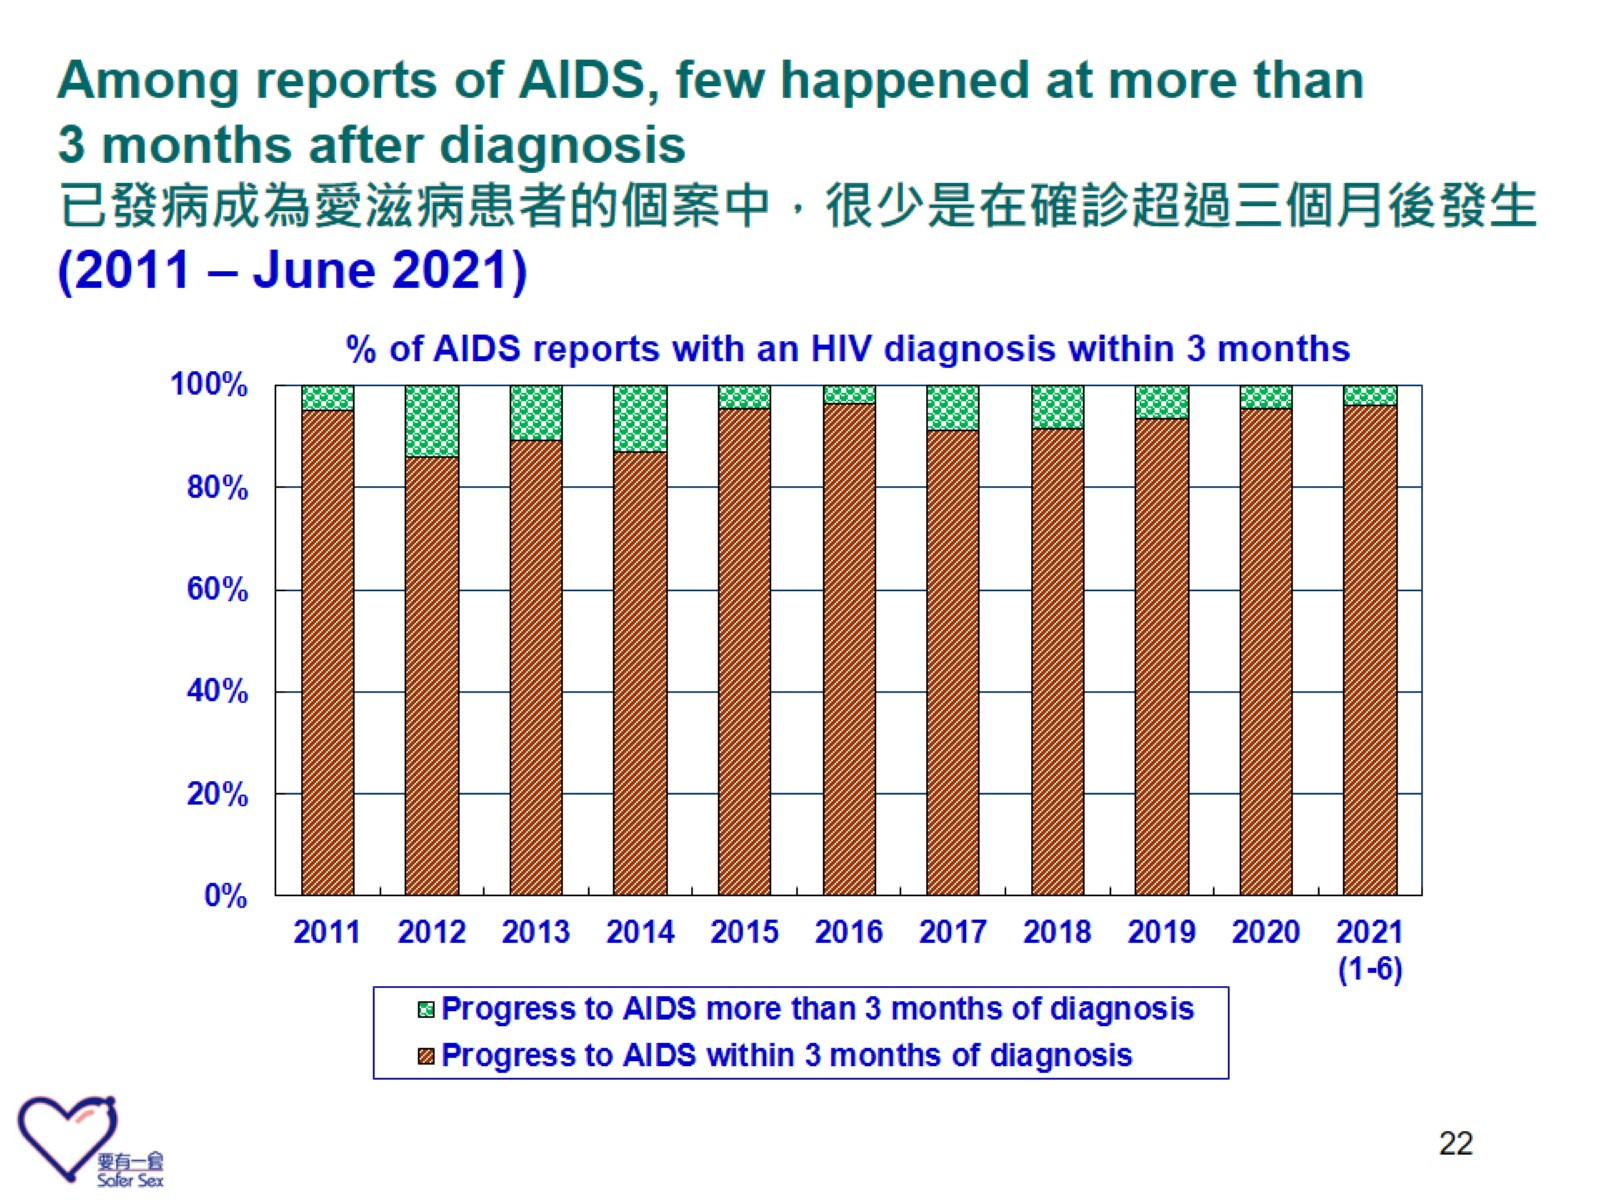 Among reports of AIDS, few happened at more than
3 months after diagnosis
已發病成為愛滋病患者的個案中，很少是在確診超過三個月後發生
(2011 – June 2021)
% of AIDS reports with an HIV diagnosis within 3 months
100%
80%
60%
40%
20%
0%
2011 2012 2013 2014 2015 2016 2017 2018 2019 2020 2021
(1-6)
Progress to AIDS more than 3 months of diagnosis
Progress to AIDS within 3 months of diagnosis
要有一套
Safer Sex
22